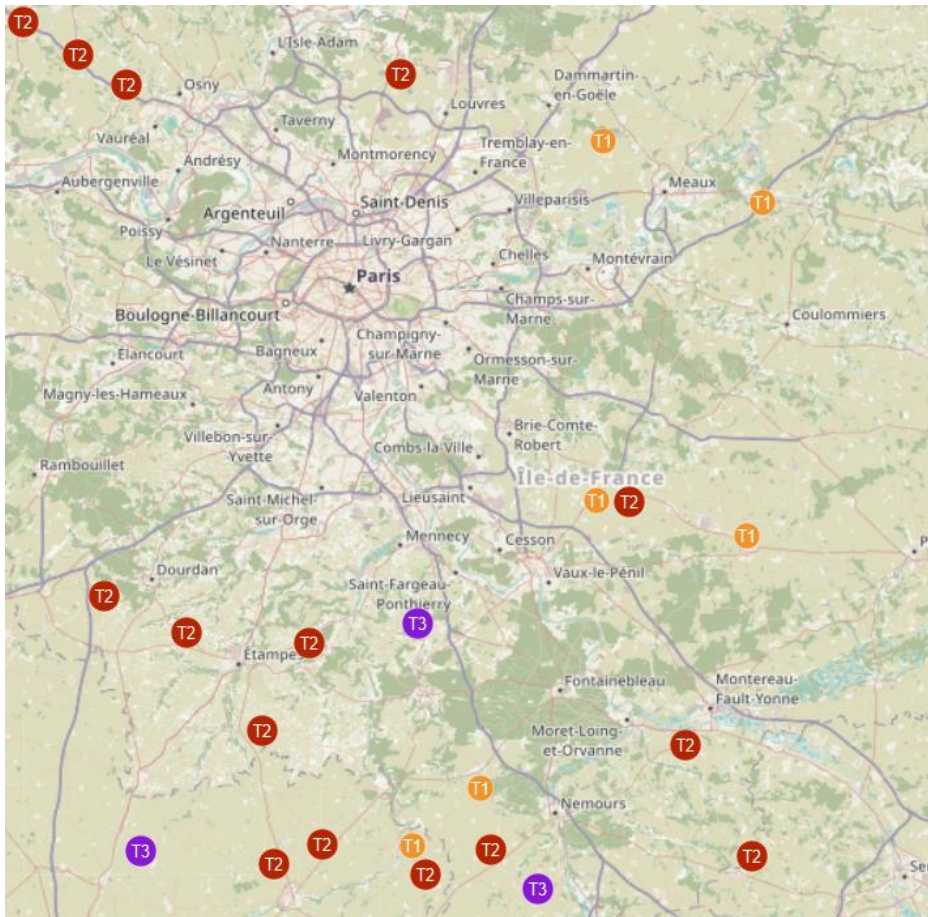 T2
T2
T2
L'Isle-Adam
T2
Osny
Dammartin-
en-Goële
Louvres
Taverny
Vauréal
T1
Tremblay-en-
France
Montmorency
Andrésy
Aubergenville
Meaux
T1
Saint-Denis
Villeparisis
Argenteuil
Poissy
Livry-Gargan
Nanterre
Le Vésinet
Chelles
Montévrain
Paris
Champs-sur-
Marne
Boulogne-Billancourt
Coulommiers
Champigny-
sur-Marne
Bagneux
Élancourt
Ormesson-sur-
Marne
Antony
Valenton
Magny-les-Hameaux
Villebon-sur-
Yvette
Brie-Comte-
Robert
Combs-la-Ville
Rambouillet
Île-de-France
Saint-Michel-
sur-Orge
Lieusaint
T1
T2
T1
Mennecy
Cesson
P
Dourdan
Saint-Fargeau-
Ponthierry
Vaux-le-Pénil
T2
T3
T2
T2
Étampes
Fontainebleau
Montereau-
Fault-Yonne
T2
Moret-Loing-
et-Orvanne
T2
T1
Nemours
T3
T2
T2
T1
T2
T2
T2
T3
Se